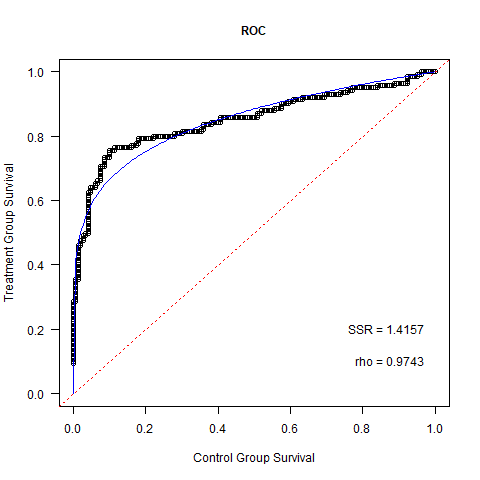 ROC
Treatment Group Survival
1.0
0.8
0.6
0.4
0.2
0.0
SSR = 1.4157
rho = 0.9743
0.0 0.2 0.4 0.6 0.8 1.0
Control Group Survival